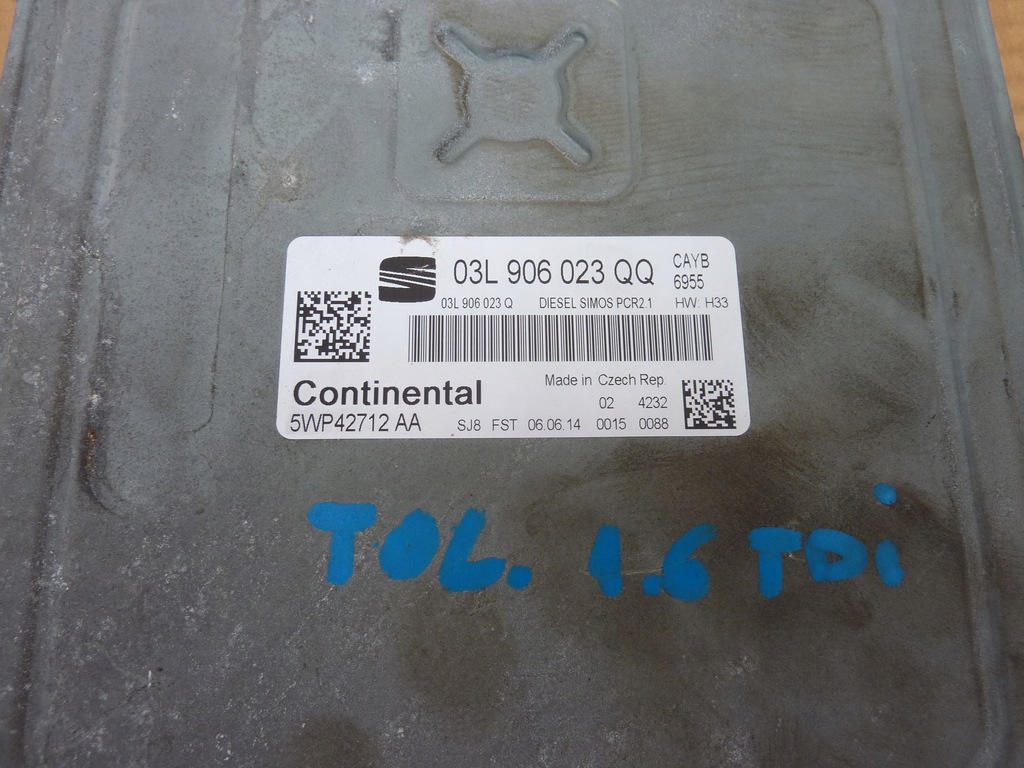 03L 906 023 QQ CAYB
6955
03L 906 023 Q DIESEL SIMOS PCR2.1 HW: H33
Continental Made in Czech Rep.
02 4232
5WP42712 AA SJ8 FST 06.06.14 0015 0088
TOL. 1.6 TDi